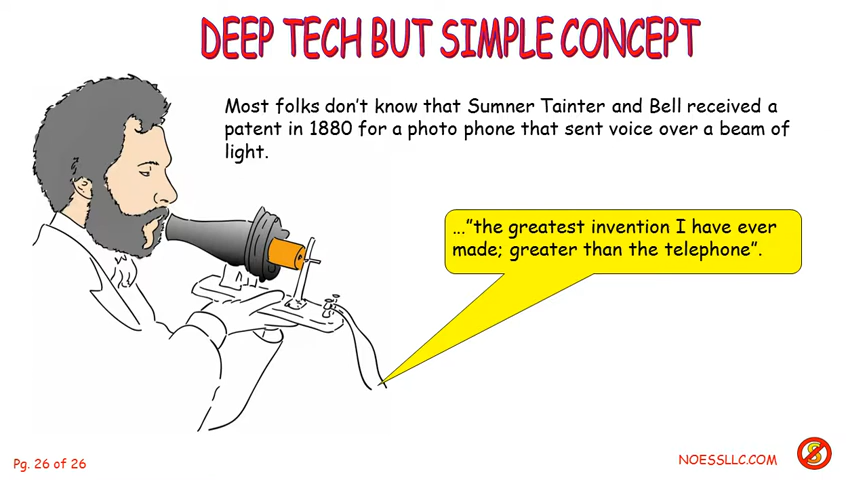 DEEP TECH BUT SIMPLE CONCEPT
Most folks don't know that Sumner Tainter and Bell received a
patent in 1880 for a photo phone that sent voice over a beam of
light.
…"the greatest invention I have ever
made; greater than the telephone".
Pg. 26 of 26
NOESSLLC.COM
S